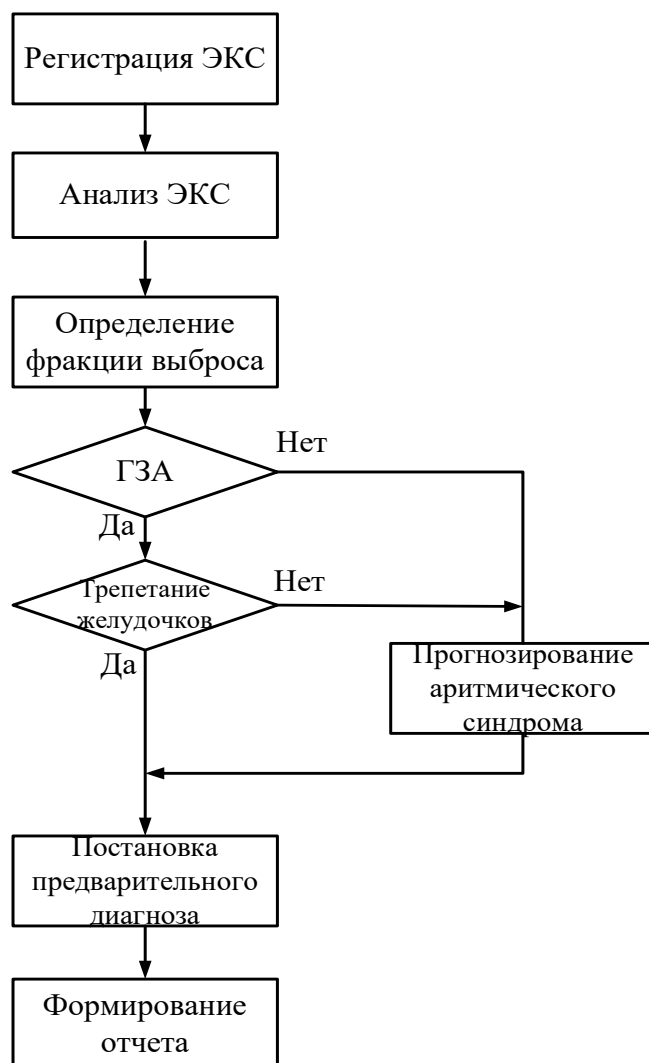 Регистрация ЭКС
Анализ ЭКС
Определение
фракции выброса
ГЗА
Нет
Да
Трепетание
желудочков
Нет
Да
Прогнозирование
аритмического
синдрома
Постановка
предварительного
диагноза
Формирование
отчета